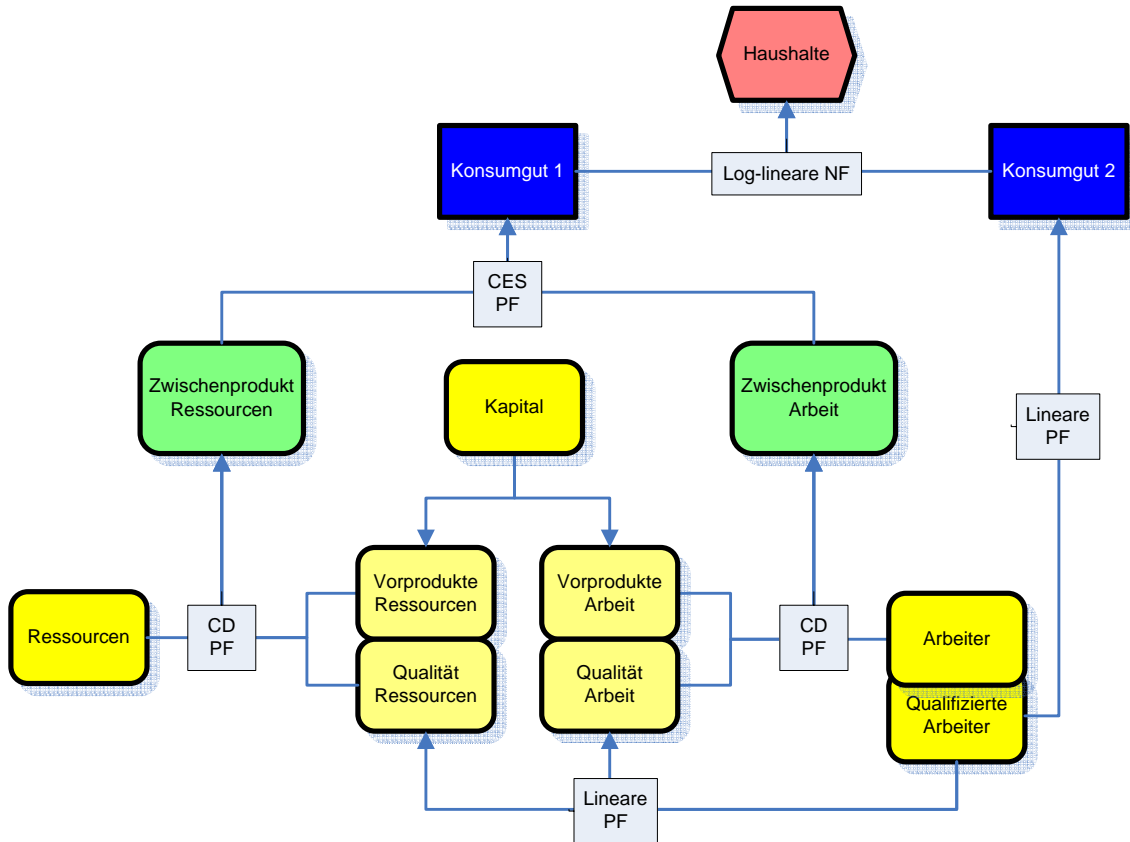 Haushalte
Konsumgut 1
Log-lineare NF
Konsumgut 2
CES
PF
Zwischenprodukt
Ressourcen
Kapital
Zwischenprodukt
Arbeit
Lineare
PF
Vorprodukte
Ressourcen
Vorprodukte
Arbeit
Ressourcen
CD
PF
CD
PF
Arbeiter
Qualität
Ressourcen
Qualität
Arbeit
Qualifizierte
Arbeiter
Lineare
PF